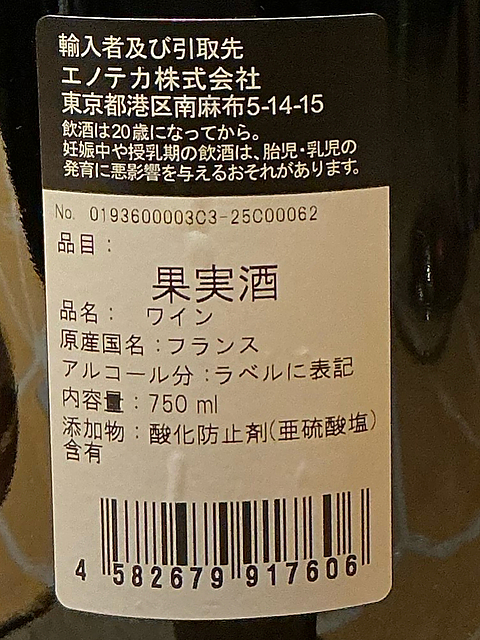 輸入者及び引取先
エノテカ株式会社
東京都港区南麻布5-14-15
飲酒は20歳になってから。
妊娠中や授乳期の飲酒は、胎児・乳児の
発育に悪影響を与えるおそれがあります。
No. 0193600003C3-25C00062
品目：
果実酒
品名： ワイン
原産国名：フランス
アルコール分：ラベルに表記
内容量：750 ml
添加物：酸化防止剤(亜硫酸塩)
含有
4 582679 917606